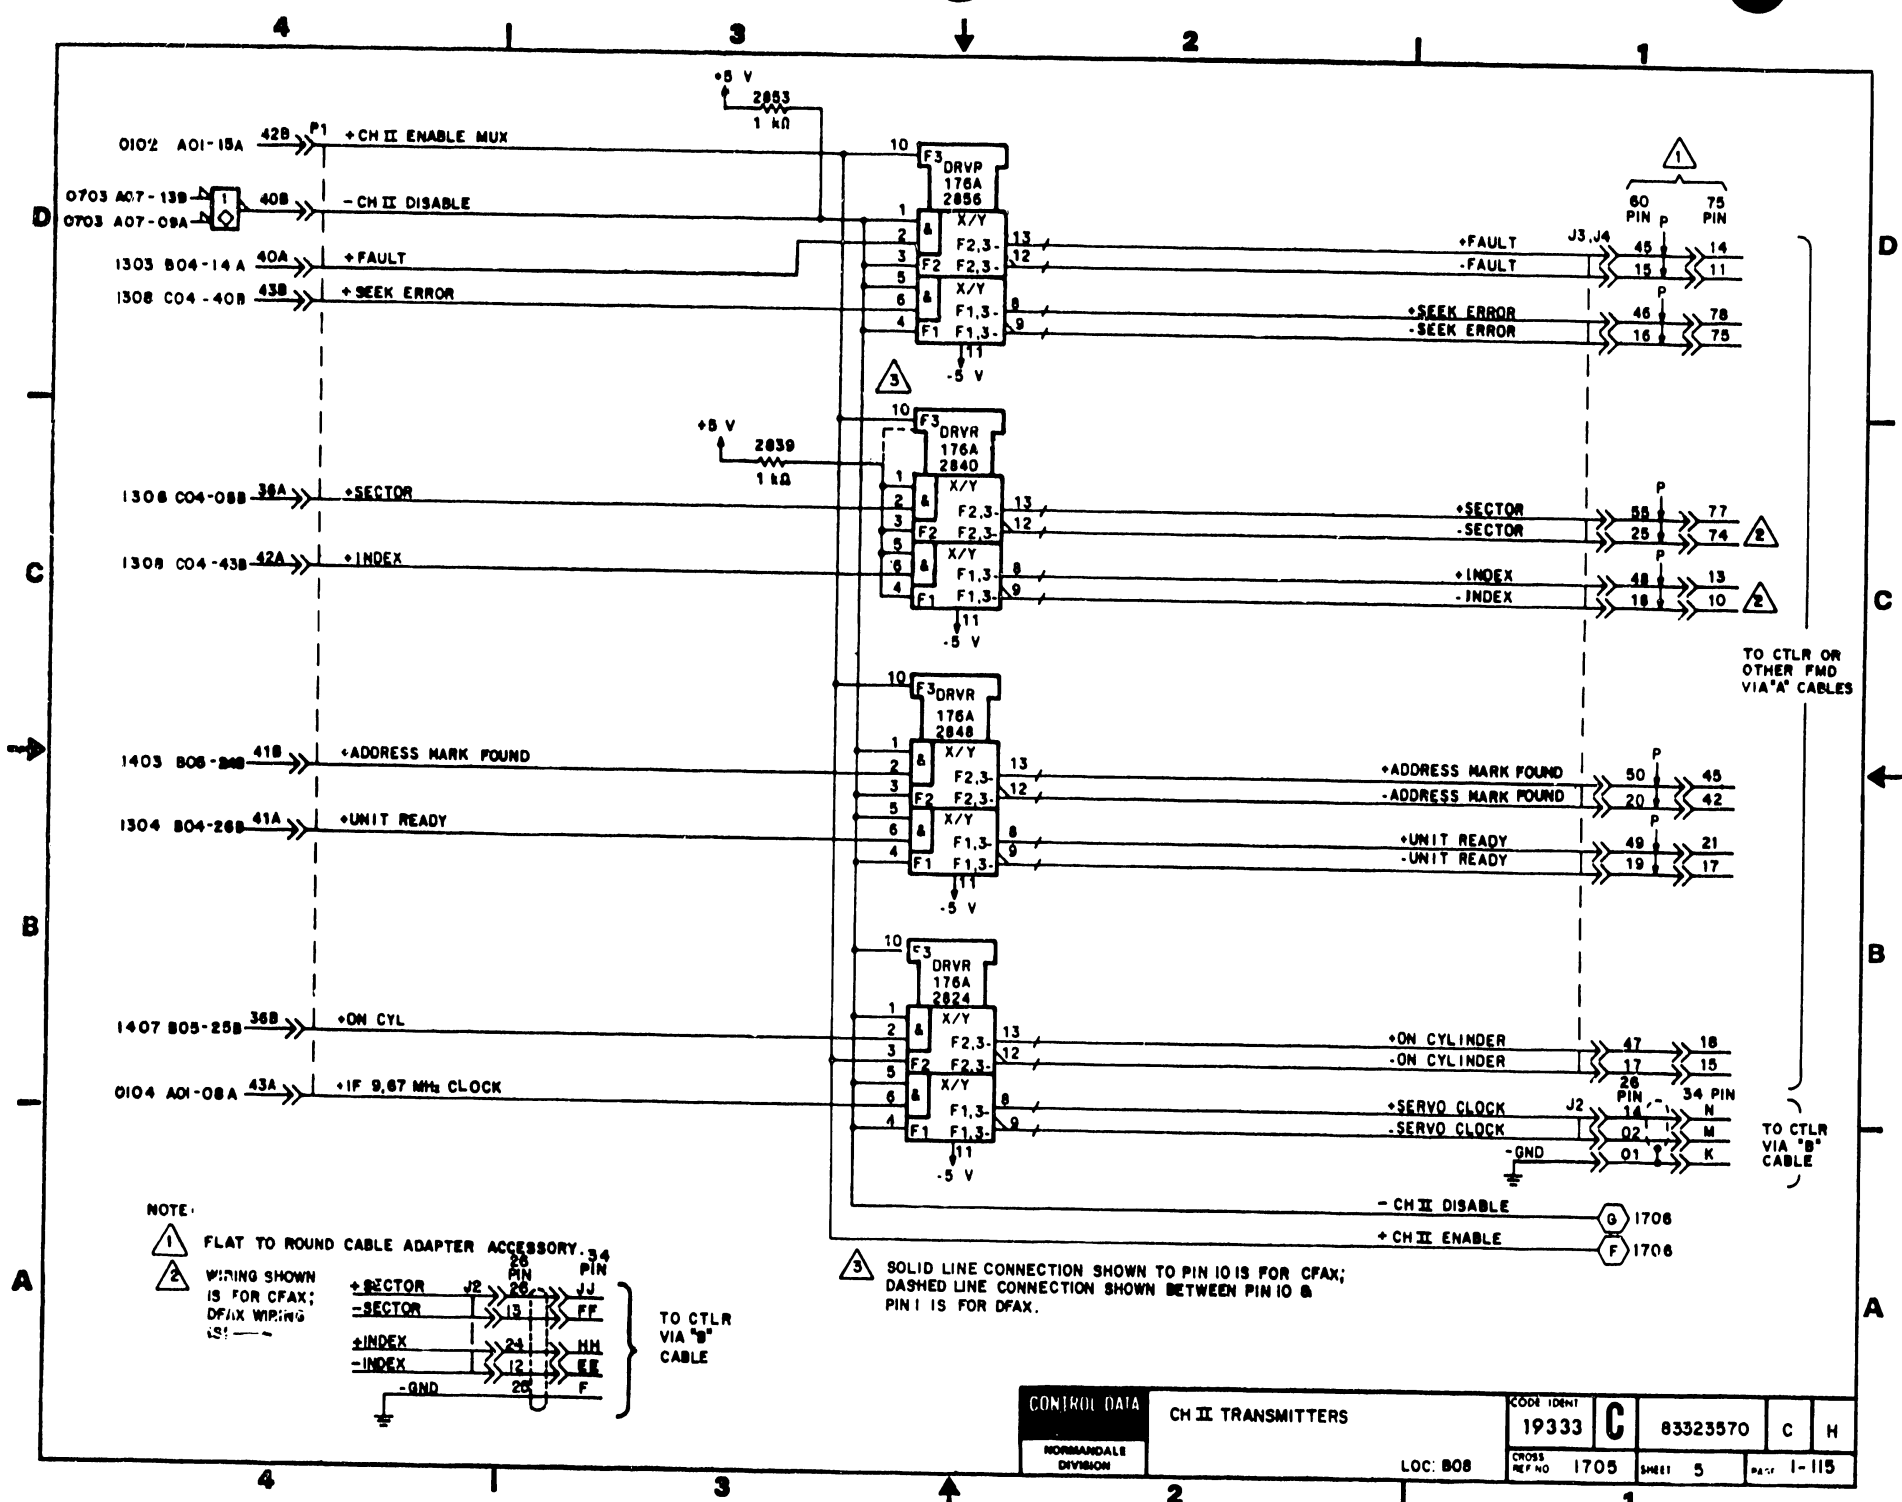 4 3 2 1
+5 V
2853
1 kΩ
0102 A01-15A 42B P1 +CH II ENABLE MUX
0703 A07-13B
1
0703 A07-09A
40B -CH II DISABLE
1303 B04-14A 40A +FAULT
1308 C04-40B 43B +SEEK ERROR
10 F3 DRVR
176A
2856
1 & X/Y
2 F2,3- 13
3 F2 F2,3- 12
5 & X/Y
6 F1,3- 8
4 F1 F1,3- 9
11
-5 V
1
60 PIN P 75 PIN
+FAULT J3,J4 45 14
-FAULT 15 11
P
+SEEK ERROR 46 78
-SEEK ERROR 16 75
D D
3
+5 V
2839
1 kΩ
10 F3 DRVR
176A
2840
1 & X/Y
2 F2,3- 13
3 F2 F2,3- 12
5 & X/Y
6 F1,3- 8
4 F1 F1,3- 9
11
-5 V
1306 C04-08B 38A +SECTOR
1308 C04-43B 42A +INDEX
P
+SECTOR 55 77
-SECTOR 25 74 2
P
+INDEX 48 13
-INDEX 18 10 2
C C
TO CTLR OR
OTHER FMD
VIA "A" CABLES
10 F3 DRVR
176A
2848
1 & X/Y
2 F2,3- 13
3 F2 F2,3- 12
5 & X/Y
6 F1,3- 8
4 F1 F1,3- 9
11
-5 V
1403 41B +ADDRESS MARK FOUND
1304 B04-26B 41A +UNIT READY
P
+ADDRESS MARK FOUND 50 45
-ADDRESS MARK FOUND 20 42
P
+UNIT READY 49 21
-UNIT READY 19 17
B B
10 F3
DRVR
176A
2824
1 & X/Y
2 F2,3- 13
3 F2 F2,3- 12
5 & X/Y
6 F1,3- 8
4 F1 F1,3- 9
11
-5 V
1407 B05-25B 36B +ON CYL
0104 A01-08A 43A +IF 9,67 MHz CLOCK
+ON CYLINDER 47 18
-ON CYLINDER 17 15
26 PIN 34 PIN
+SERVO CLOCK J2 14 N
-SERVO CLOCK 02 M
-GND 01 K
TO CTLR
VIA "B"
CABLE
-CH II DISABLE G 1706
+CH II ENABLE F 1706
NOTE:
1 FLAT TO ROUND CABLE ADAPTER ACCESSORY.
2 WIRING SHOWN
IS FOR CFAX;
DFAX WIRING
IS:
26 PIN 34 PIN
+SECTOR J2 26 JJ
-SECTOR 13 FF
+INDEX 24 HH
-INDEX 12 EE
-GND 25 F
TO CTLR
VIA "B"
CABLE
3 SOLID LINE CONNECTION SHOWN TO PIN 10 IS FOR CFAX;
DASHED LINE CONNECTION SHOWN BETWEEN PIN 10 &
PIN 1 IS FOR DFAX.
A A
CONTROL DATA
NORMANDALE
DIVISION
CH II TRANSMITTERS
LOC: B08
CODE IDENT
19333 C 83323570 C H
CROSS
REF NO 1705 SHEET 5 PAGE 1-115
4 3 2 1